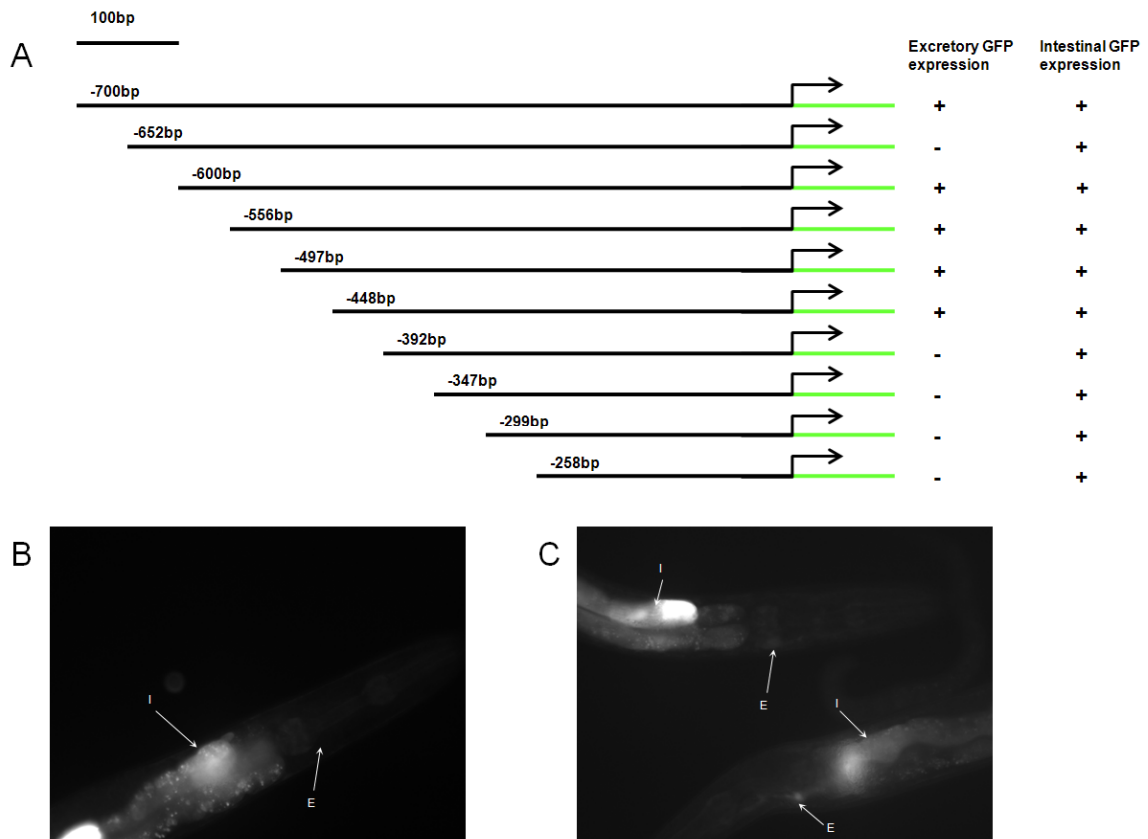 100bp
A
Excretory GFP
expression
Intestinal GFP
expression
-700bp
+
+
-652bp
-
+
-600bp
+
+
-556bp
+
+
-497bp
+
+
-448bp
+
+
-392bp
-
+
-347bp
-
+
-299bp
-
+
-258bp
-
+
B
I
E
C
I
E
I
E